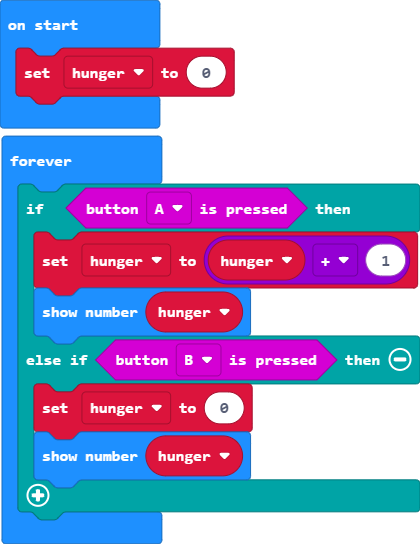 on start
set hunger to 0
forever
if button A is pressed then
set hunger to hunger + 1
show number hunger
else if button B is pressed then
set hunger to 0
show number hunger